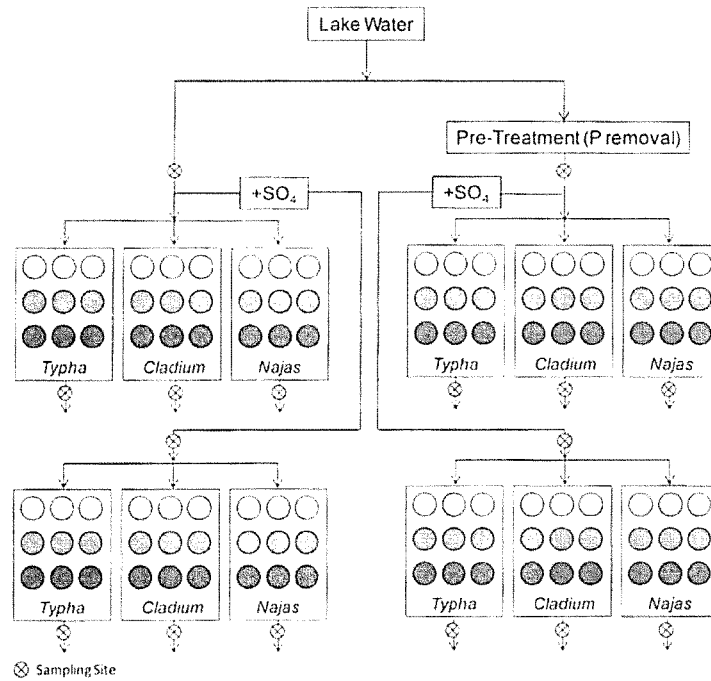 Lake Water
Pre-Treatment (P removal)
+SO₄
+SO₄
Typha
Cladium
Najas
Typha
Cladium
Najas
Typha
Cladium
Najas
Typha
Cladium
Najas
Sampling Site